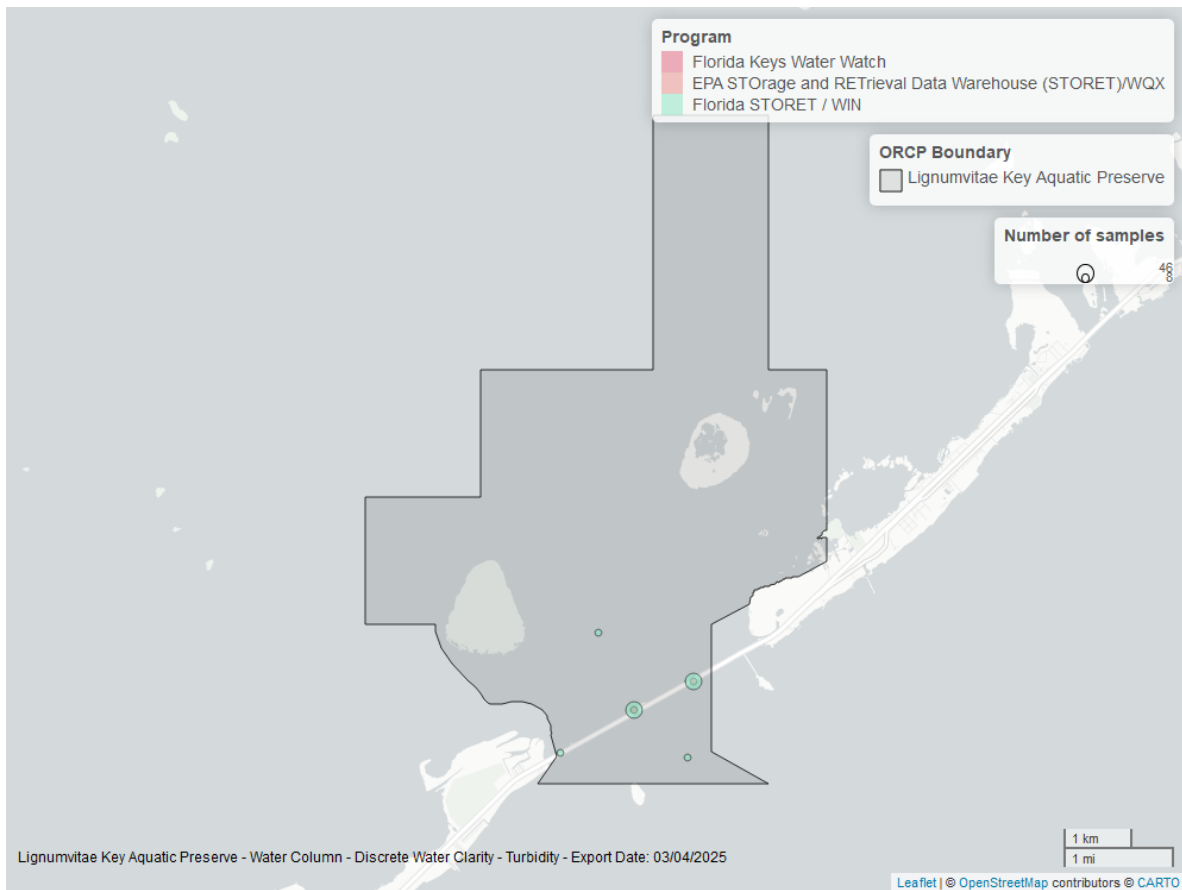 Program
Florida Keys Water Watch
EPA STOrage and RETrieval Data Warehouse (STORET)/WQX
Florida STORET / WIN
ORCP Boundary
Lignumvitae Key Aquatic Preserve
Number of samples
46
8
1 km
1 mi
Lignumvitae Key Aquatic Preserve - Water Column - Discrete Water Clarity - Turbidity - Export Date: 03/04/2025
Leaflet | © OpenStreetMap contributors © CARTO